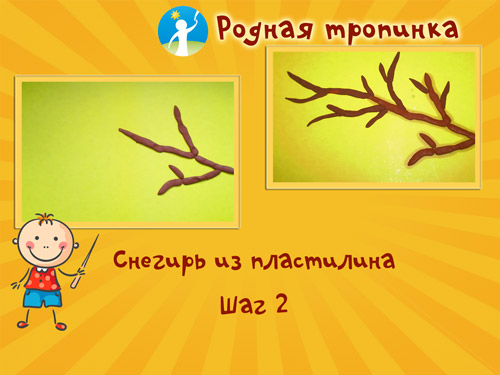 Родная тропинка
Снегирь из пластилина
Шаг 2